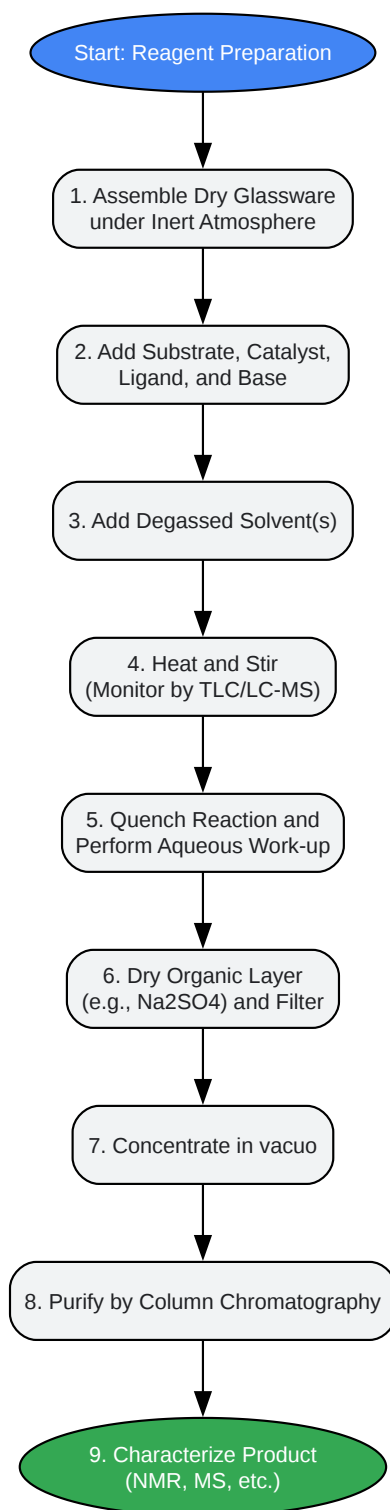 Start: Reagent Preparation
1. Assemble Dry Glassware
under Inert Atmosphere
2. Add Substrate, Catalyst,
Ligand, and Base
3. Add Degassed Solvent(s)
4. Heat and Stir
(Monitor by TLC/LC-MS)
5. Quench Reaction and
Perform Aqueous Work-up
6. Dry Organic Layer
(e.g., Na2SO4) and Filter
7. Concentrate in vacuo
8. Purify by Column Chromatography
9. Characterize Product
(NMR, MS, etc.)